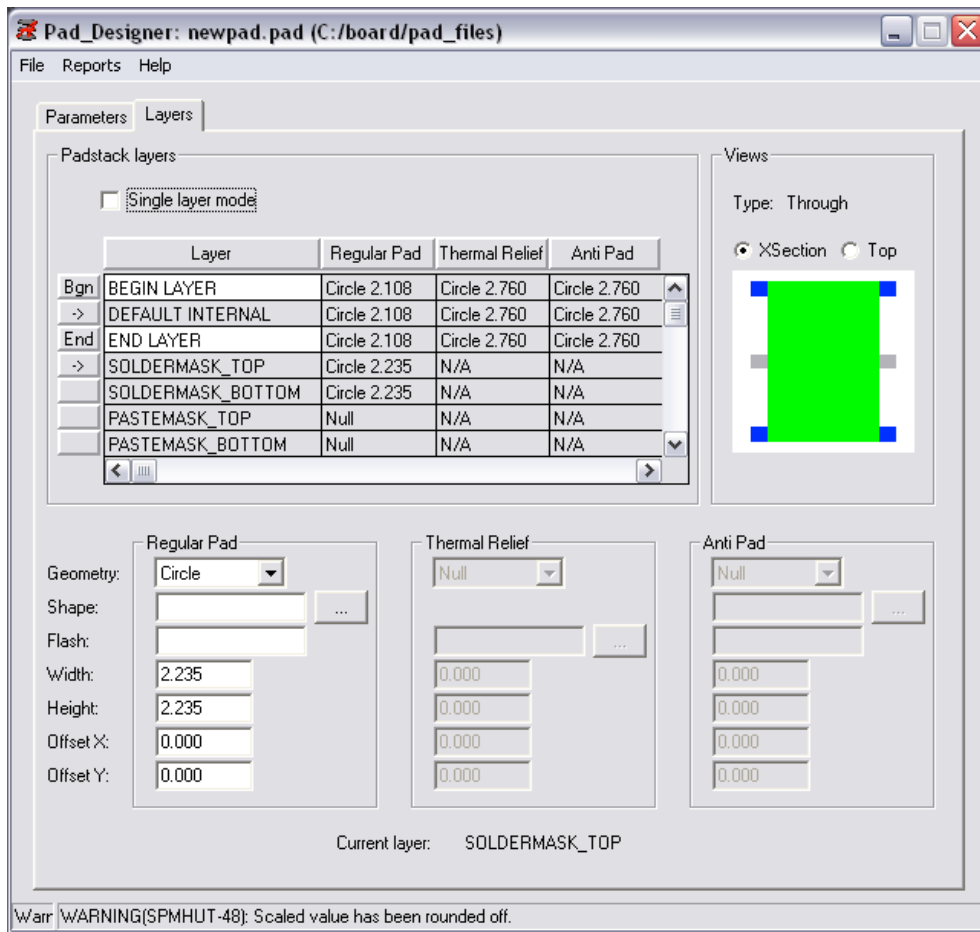 Pad_Designer: newpad.pad (C:/board/pad_files)
File Reports Help
Parameters Layers
Padstack layers
Single layer mode
Layer Regular Pad Thermal Relief Anti Pad
Bgn BEGIN LAYER Circle 2.108 Circle 2.760 Circle 2.760
-> DEFAULT INTERNAL Circle 2.108 Circle 2.760 Circle 2.760
End END LAYER Circle 2.108 Circle 2.760 Circle 2.760
-> SOLDERMASK_TOP Circle 2.235 N/A N/A
SOLDERMASK_BOTTOM Circle 2.235 N/A N/A
PASTEMASK_TOP Null N/A N/A
PASTEMASK_BOTTOM Null N/A N/A
Views
Type: Through
XSection Top
Regular Pad Thermal Relief Anti Pad
Geometry: Circle Null Null
Shape: ... ...
Flash: ...
Width: 2.235 0.000 0.000
Height: 2.235 0.000 0.000
Offset X: 0.000 0.000 0.000
Offset Y: 0.000 0.000 0.000
Current layer: SOLDERMASK_TOP
Warr WARNING(SPMHUT-48): Scaled value has been rounded off.